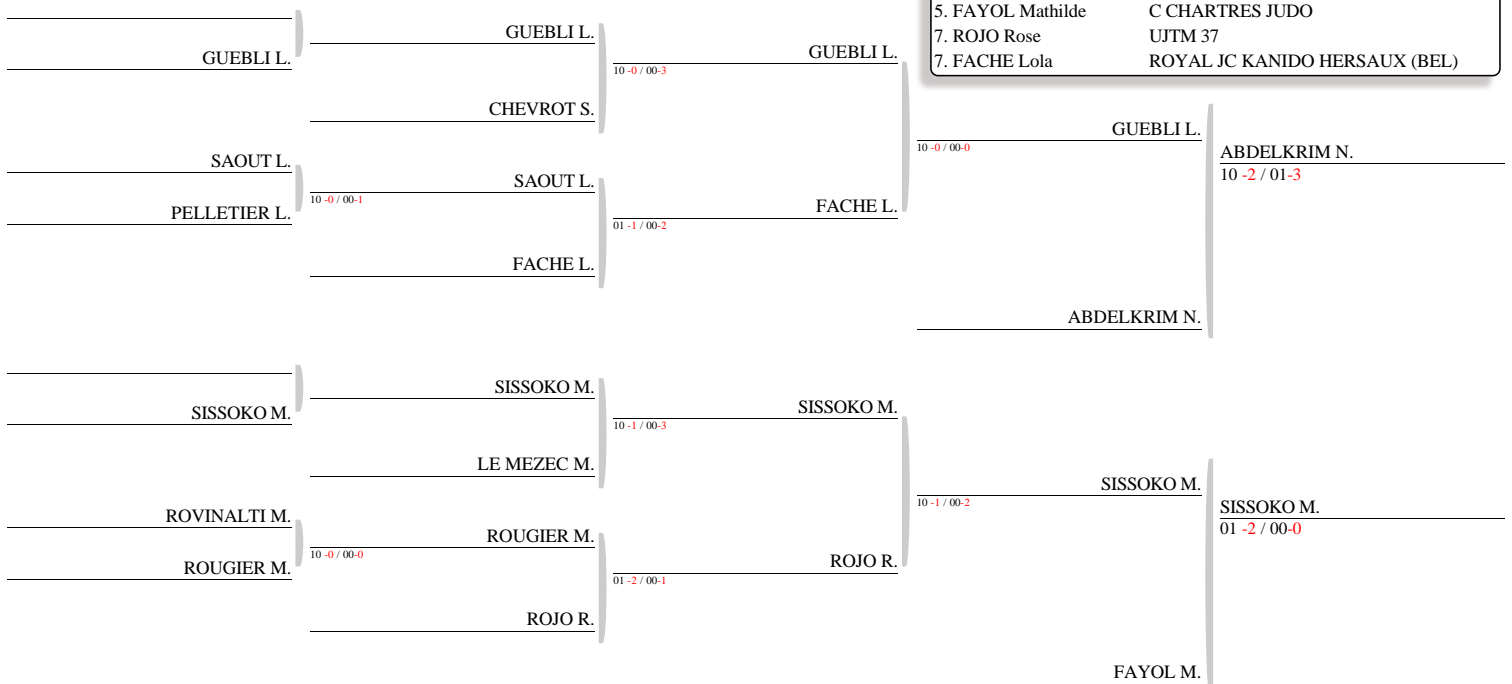 5. FAYOL Mathilde C CHARTRES JUDO
7. ROJO Rose UJTM 37
7. FACHE Lola ROYAL JC KANIDO HERSAUX (BEL)
GUEBLI L.
GUEBLI L.
10 -0 / 00-3
CHEVROT S.
GUEBLI L.
10 -0 / 00-0
SAOUT L.
10 -0 / 00-1
PELLETIER L.
SAOUT L.
01 -1 / 00-2
FACHE L.
FACHE L.
GUEBLI L.
ABDELKRIM N.
10 -2 / 01-3
ABDELKRIM N.
SISSOKO M.
SISSOKO M.
10 -1 / 00-3
LE MEZEC M.
SISSOKO M.
10 -1 / 00-2
ROVINALTI M.
10 -0 / 00-0
ROUGIER M.
ROUGIER M.
01 -2 / 00-1
ROJO R.
ROJO R.
SISSOKO M.
SISSOKO M.
01 -2 / 00-0
FAYOL M.